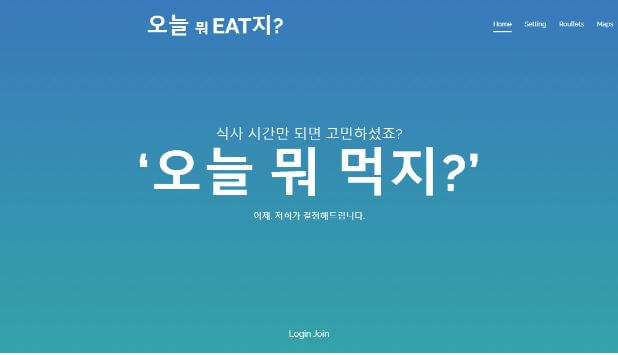 오늘 뭐 EAT지?
Home Setting Roullets Maps
식사 시간만 되면 고민하셨죠?
‘오늘 뭐 먹지?’
이제, 저희가 결정해드립니다.
Login Join